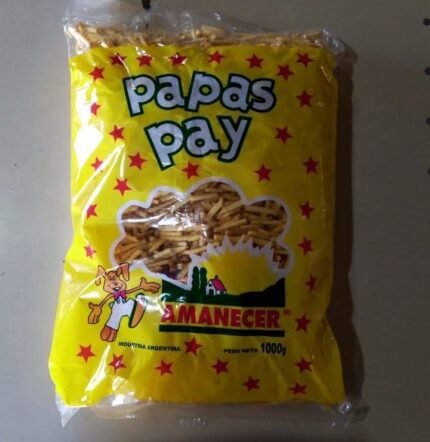 papas
pay
AMANECER®
INDUSTRIA ARGENTINA
PESO NETO 1000g